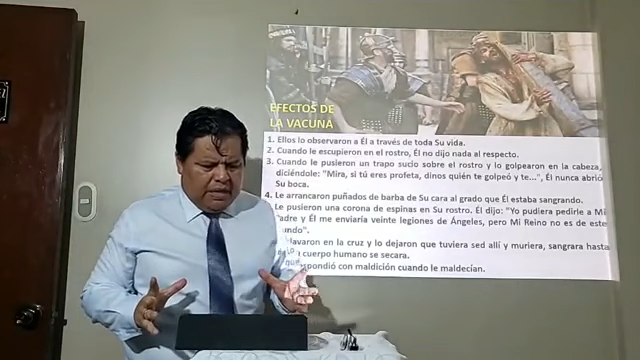 EFECTOS DE
LA VACUNA
1. Ellos lo observaron a Él a través de toda Su vida.
2. Cuando le escupieron en el rostro, Él no dijo nada al respecto.
3. Cuando le pusieron un trapo sucio sobre el rostro y lo golpearon en la cabeza,
diciéndole: "Mira, si tú eres profeta, dinos quién te golpeó y te...", Él nunca abrió
Su boca.
4. Le arrancaron puñados de barba de Su cara al grado que Él estaba sangrando.
Le pusieron una corona de espinas en Su rostro. Él dijo: "Yo pudiera pedirle a Mi
Padre y Él me enviaría veinte legiones de Ángeles, pero Mi Reino no es de este
mundo".
lavaron en la cruz y lo dejaron que tuviera sed allí y muriera, sangrara hasta
cuerpo humano se secara.
respondió con maldición cuando le maldecían.